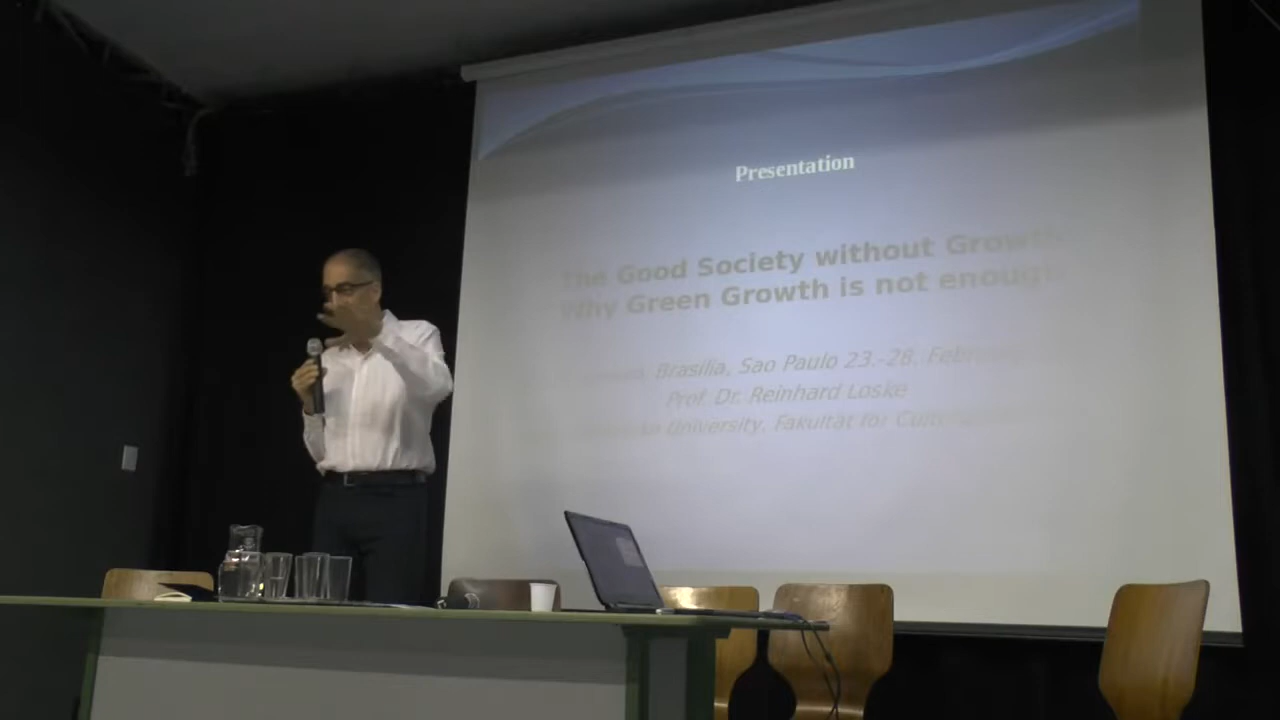 Presentation
The Good Society without Growth
Why Green Growth is not enough
Brasilia, Sao Paulo 23.-28. February
Prof. Dr. Reinhard Loske
University, Fakultät für